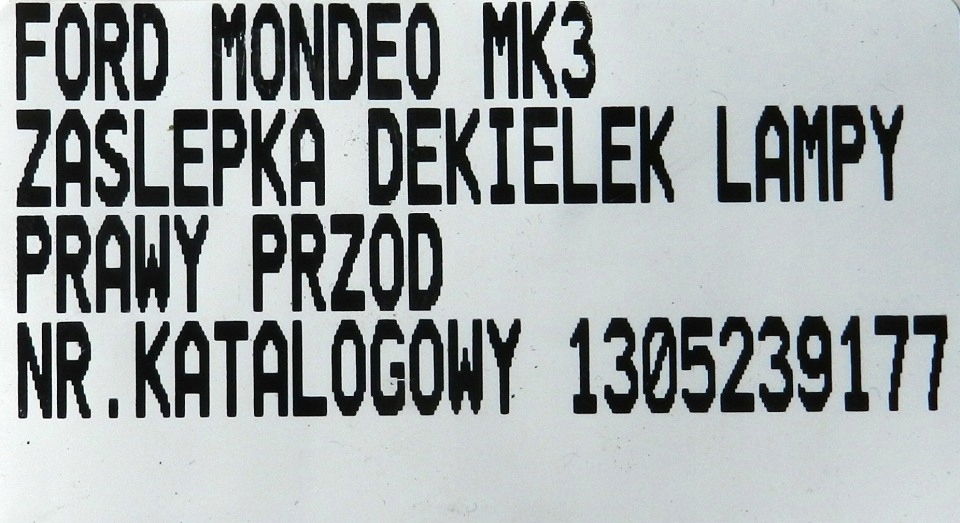 FORD MONDEO MK3
ZASLEPKA DEKIELEK LAMPY
PRAWY PRZOD
NR.KATALOGOWY 1305239177